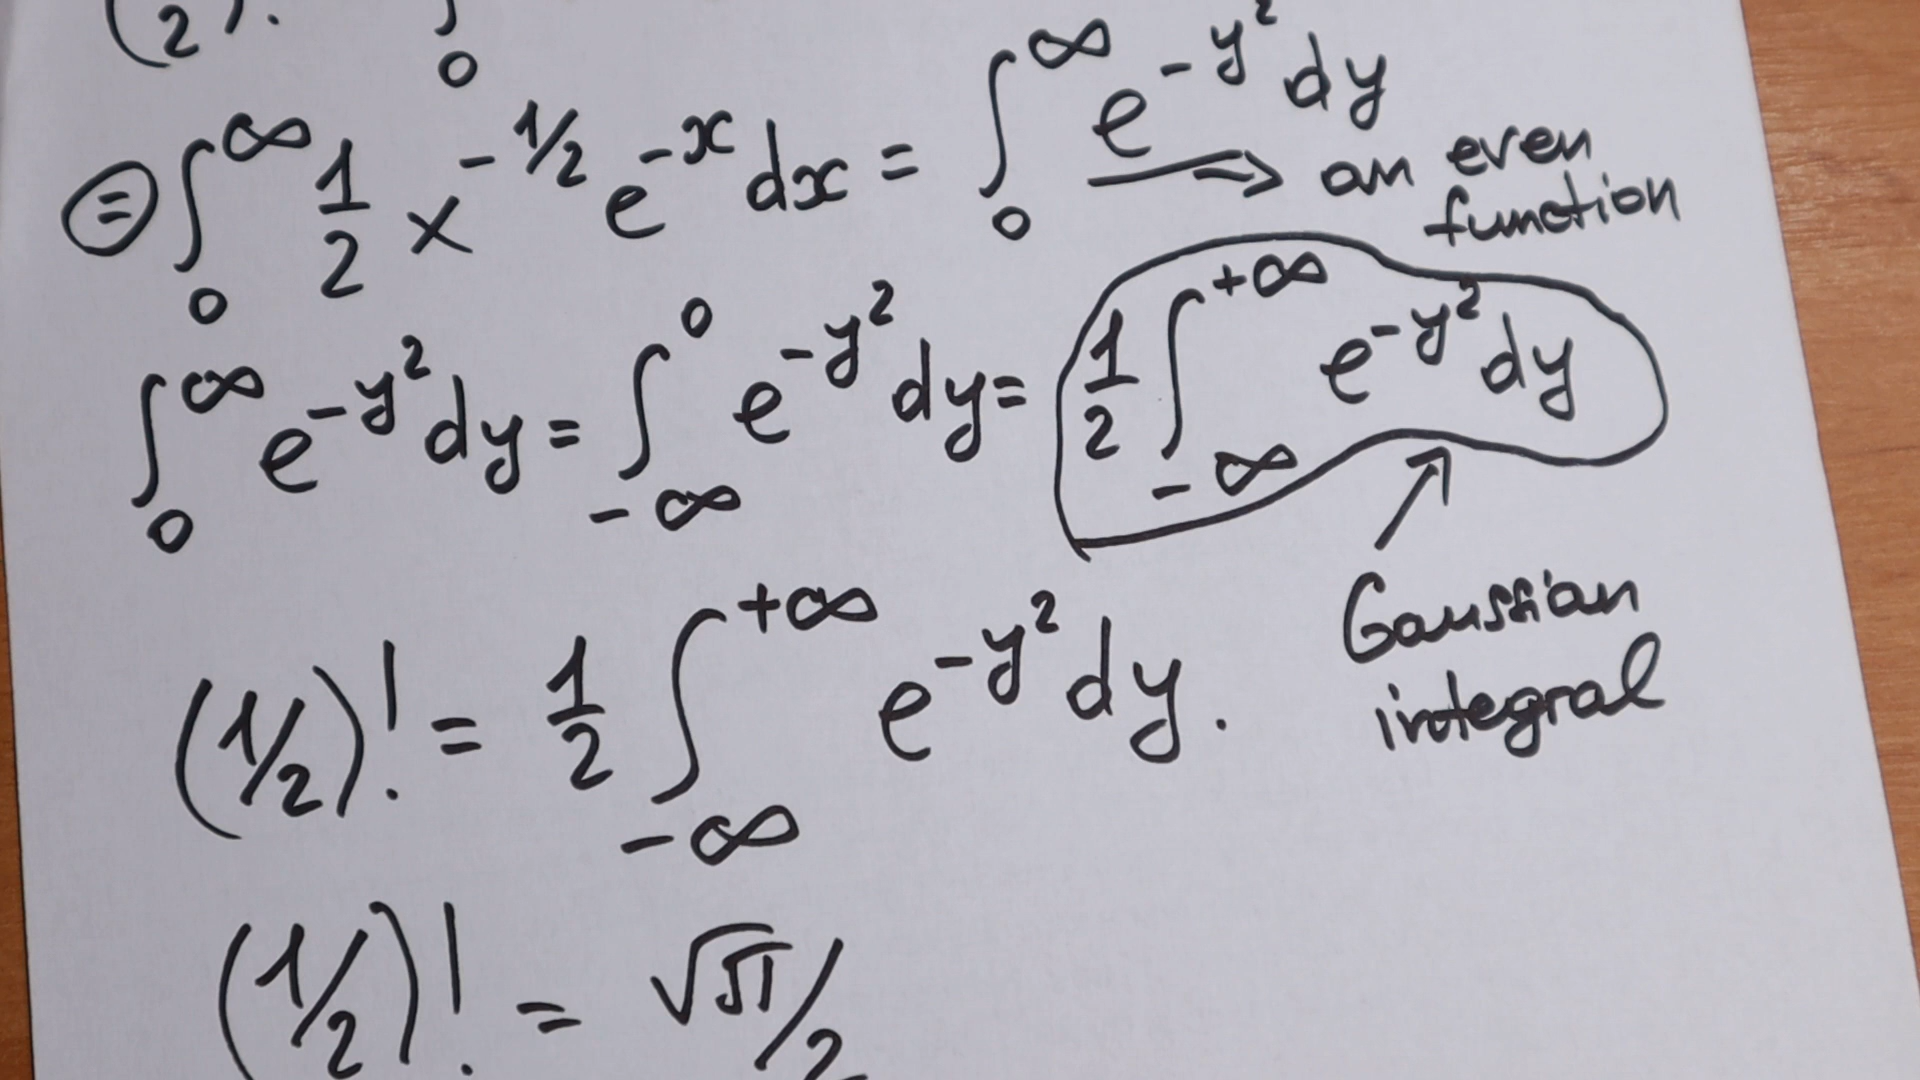 (2)! ∫₀
⊜ ∫₀^∞ 1/2 x^(-1/2) e^(-x) dx = ∫₀^∞ e^(-y²) dy
⟹ an even
function
∫₀^∞ e^(-y²) dy = ∫_(-∞)^0 e^(-y²) dy = 1/2 ∫_(-∞)^(+∞) e^(-y²) dy
Gaussian
integral
(1/2)! = 1/2 ∫_(-∞)^(+∞) e^(-y²) dy.
(1/2)! = √π/2